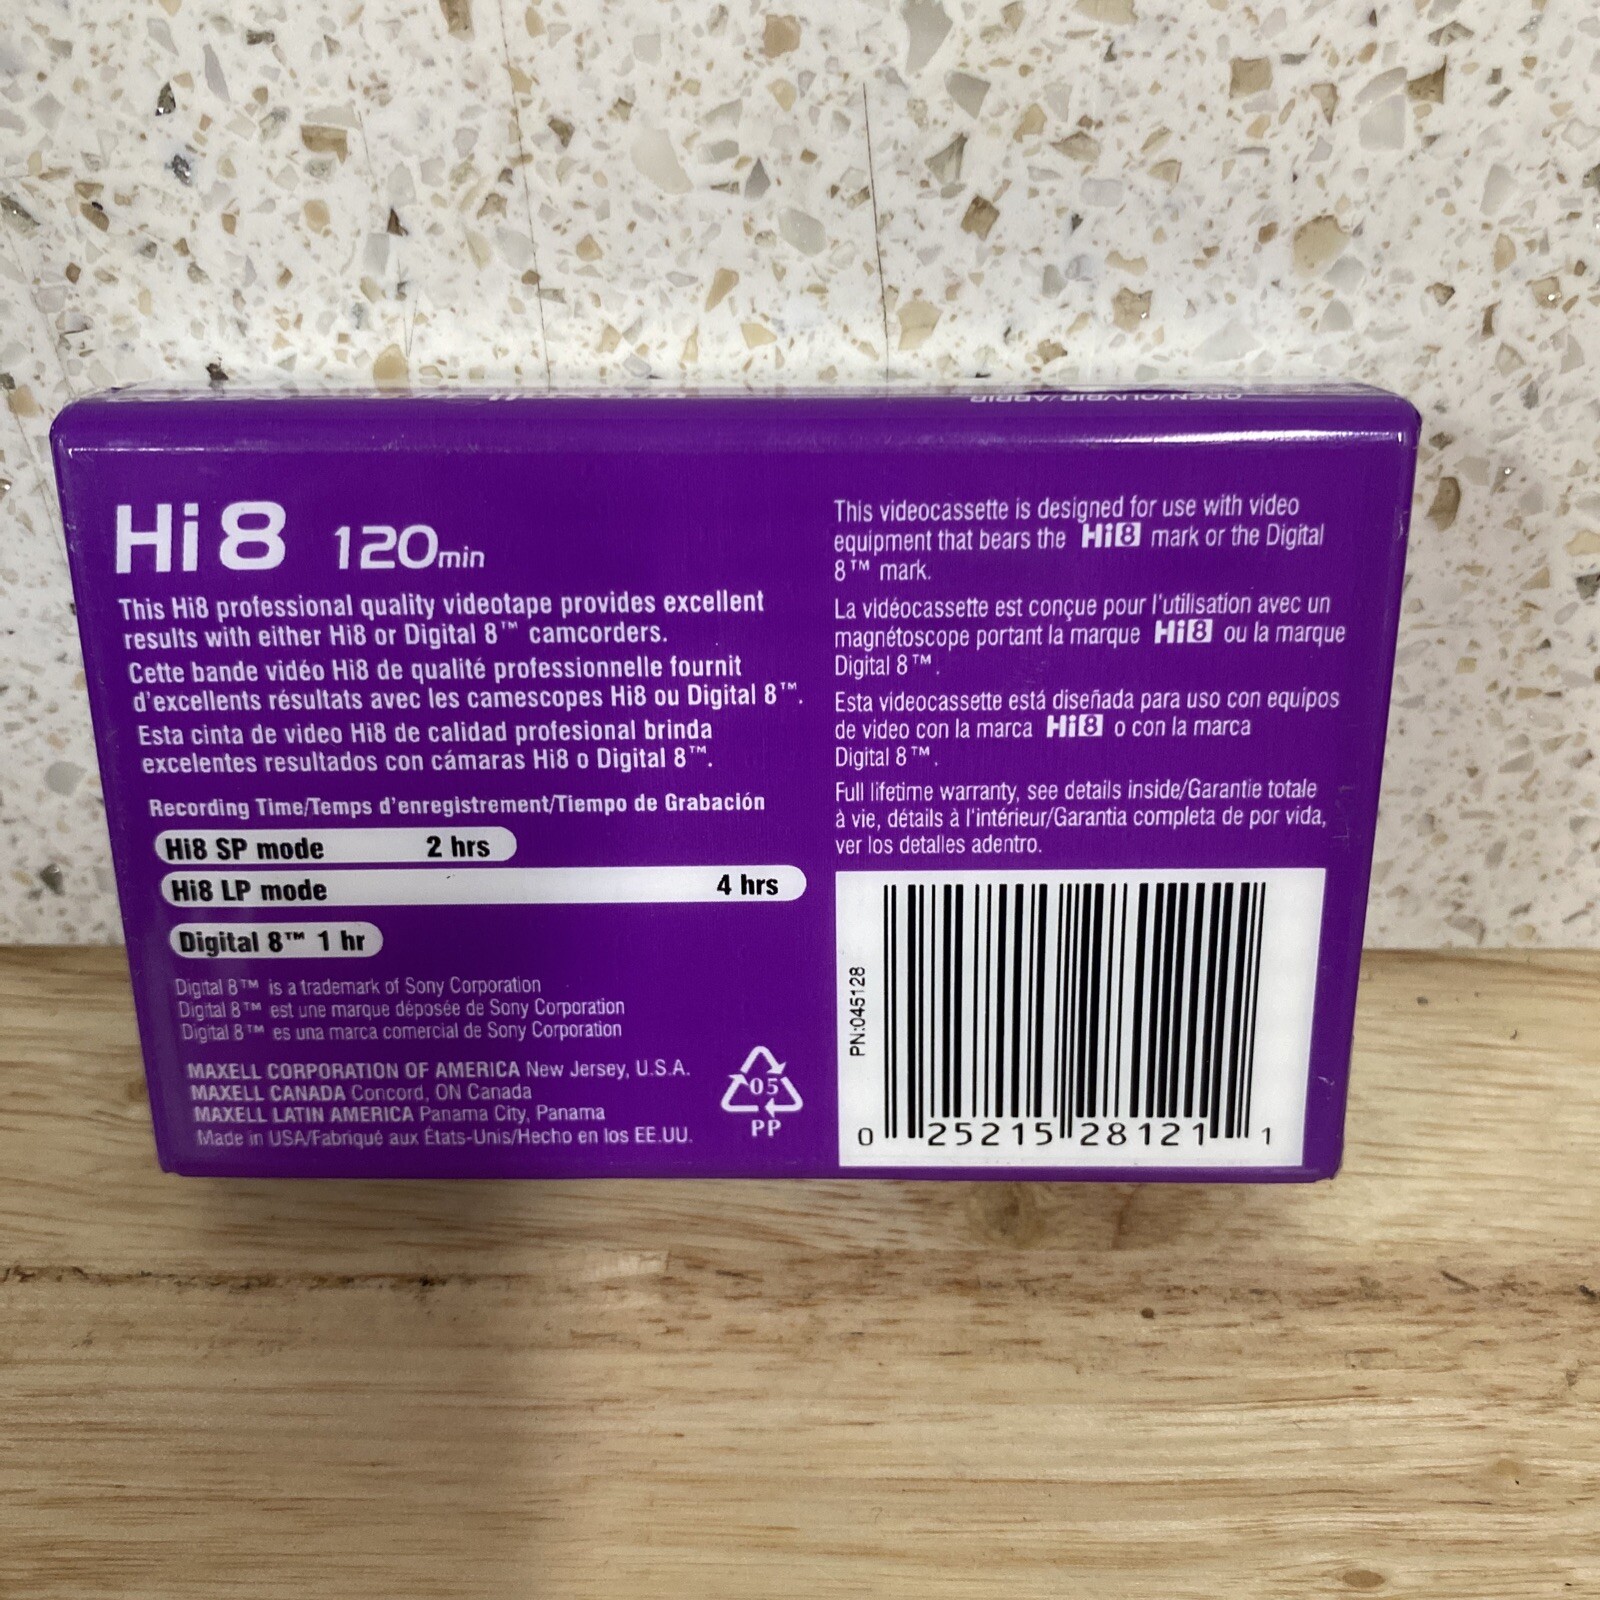 OPEN/OUVRIR/ABRIR
Hi8 120min
This Hi8 professional quality videotape provides excellent
results with either Hi8 or Digital 8™ camcorders.
Cette bande vidéo Hi8 de qualité professionnelle fournit
d'excellents résultats avec les camescopes Hi8 ou Digital 8™.
Esta cinta de video Hi8 de calidad profesional brinda
excelentes resultados con cámaras Hi8 o Digital 8™.
Recording Time/Temps d'enregistrement/Tiempo de Grabación
Hi8 SP mode 2 hrs
Hi8 LP mode 4 hrs
Digital 8™ 1 hr
Digital 8™ is a trademark of Sony Corporation
Digital 8™ est une marque déposée de Sony Corporation
Digital 8™ es una marca comercial de Sony Corporation
MAXELL CORPORATION OF AMERICA New Jersey, U.S.A.
MAXELL CANADA Concord, ON Canada
MAXELL LATIN AMERICA Panama City, Panama
Made in USA/Fabriqué aux États-Unis/Hecho en los EE.UU.
05
PP
This videocassette is designed for use with video
equipment that bears the Hi8 mark or the Digital
8™ mark.
La vidéocassette est conçue pour l'utilisation avec un
magnétoscope portant la marque Hi8 ou la marque
Digital 8™.
Esta videocassette está diseñada para uso con equipos
de video con la marca Hi8 o con la marca
Digital 8™.
Full lifetime warranty, see details inside/Garantie totale
à vie, détails à l'intérieur/Garantia completa de por vida,
ver los detalles adentro.
PN:045128
0 25215 28121 1